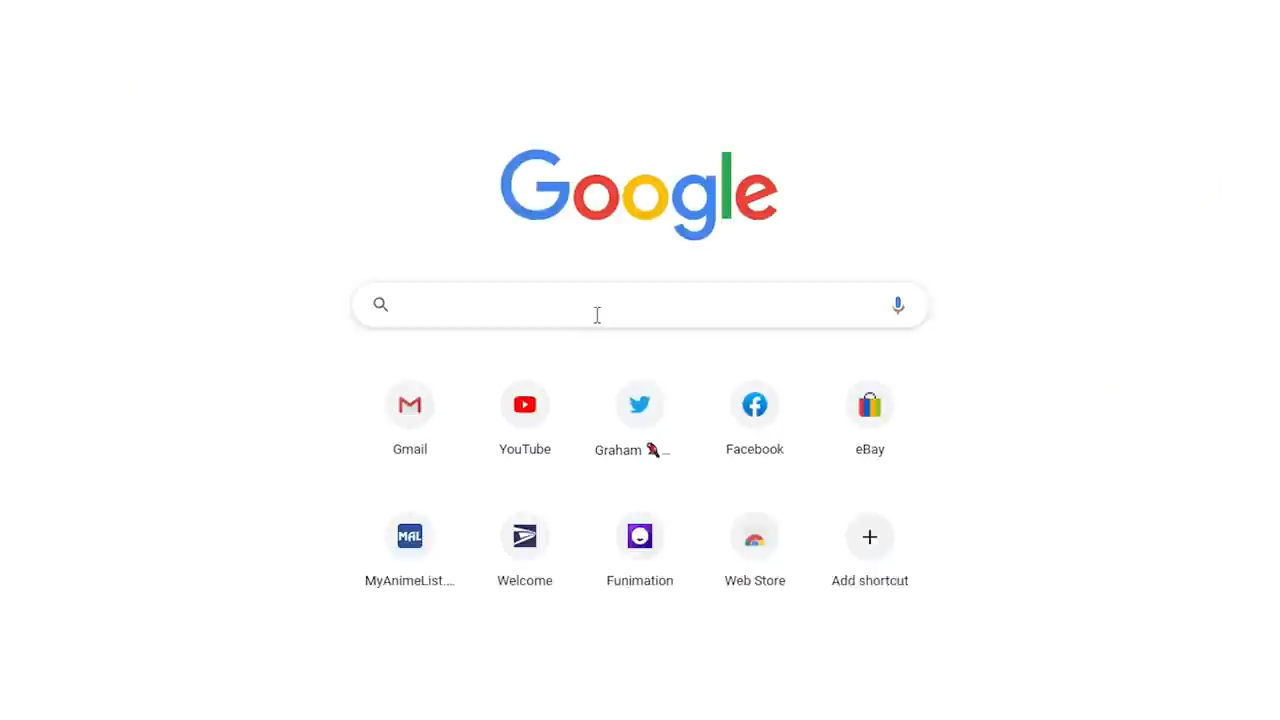 Google
Gmail
YouTube
Graham ...
Facebook
eBay
MAL
MyAnimeList....
Welcome
Funimation
Web Store
Add shortcut